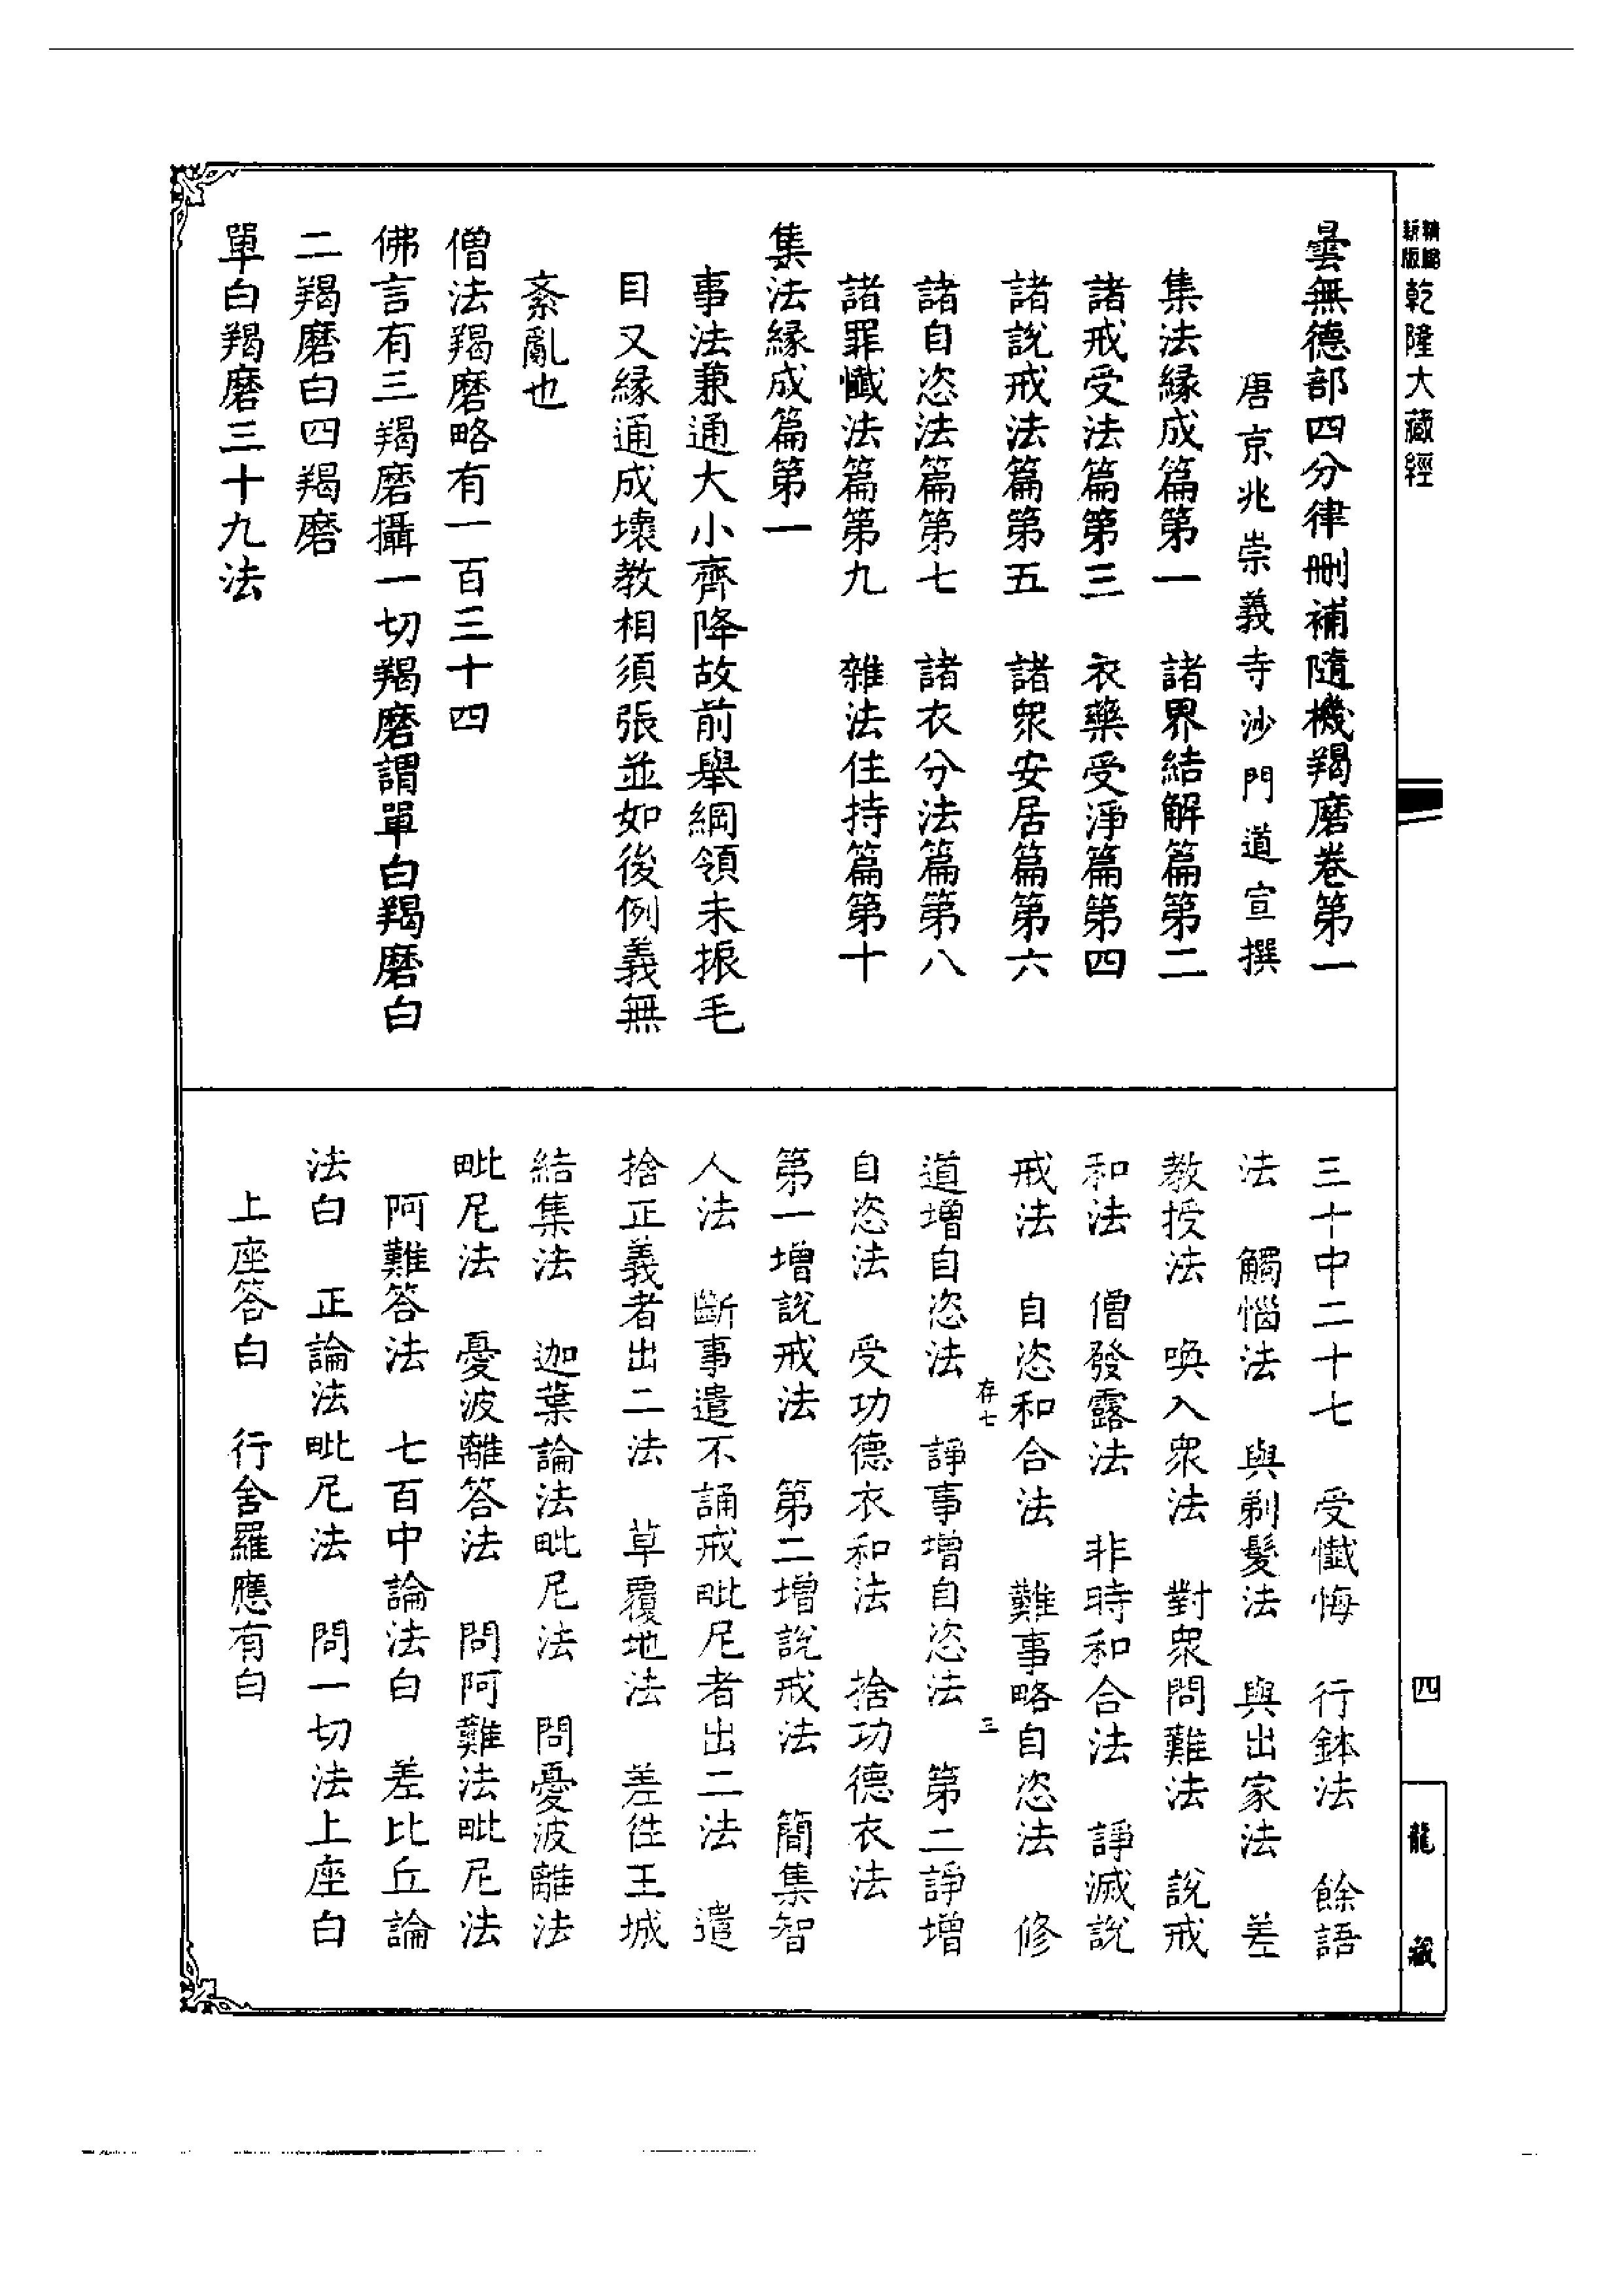 新版
精縮
乾隆大藏經
四
龍藏
曇無德部四分律刪補隨機羯磨卷第一
唐京兆崇義寺沙門道宣撰
集法緣成篇第一　諸界結解篇第二
諸戒受法篇第三　衣藥受淨篇第四
諸說戒法篇第五　諸眾安居篇第六
諸自恣法篇第七　諸衣分法篇第八
諸罪懺法篇第九　雜法住持篇第十
集法緣成篇第一
事法兼通大小齊降故前舉綱領未振毛
目又緣通成壞教相須張並如後例義無
紊亂也
僧法羯磨略有一百三十四
佛言有三羯磨攝一切羯磨謂單白羯磨白
二羯磨白四羯磨
單白羯磨三十九法
三十中二十七　受懺悔　行鉢法　餘語
法　觸惱法　與剃髮法　與出家法　差
教授法　喚入眾法　對眾問難法　說戒
和法　僧發露法　非時和合法　諍滅說
戒法　自恣和合法　難事略自恣法　修
存七　三
道增自恣法　諍事增自恣法　第二諍增
自恣法　受功德衣和法　捨功德衣法
第一增說戒法　第二增說戒法　簡集智
人法　斷事遣不誦戒毗尼者出二法　遣
捨正義者出二法　草覆地法　差往王城
結集法　迦葉論法毗尼法　問憂波離法
毗尼法　憂波離答法　問阿難法毗尼法
阿難答法　七百中論法白　差比丘論
法白　正論法毗尼法　問一切法上座白
上座答白　行舍羅應有白